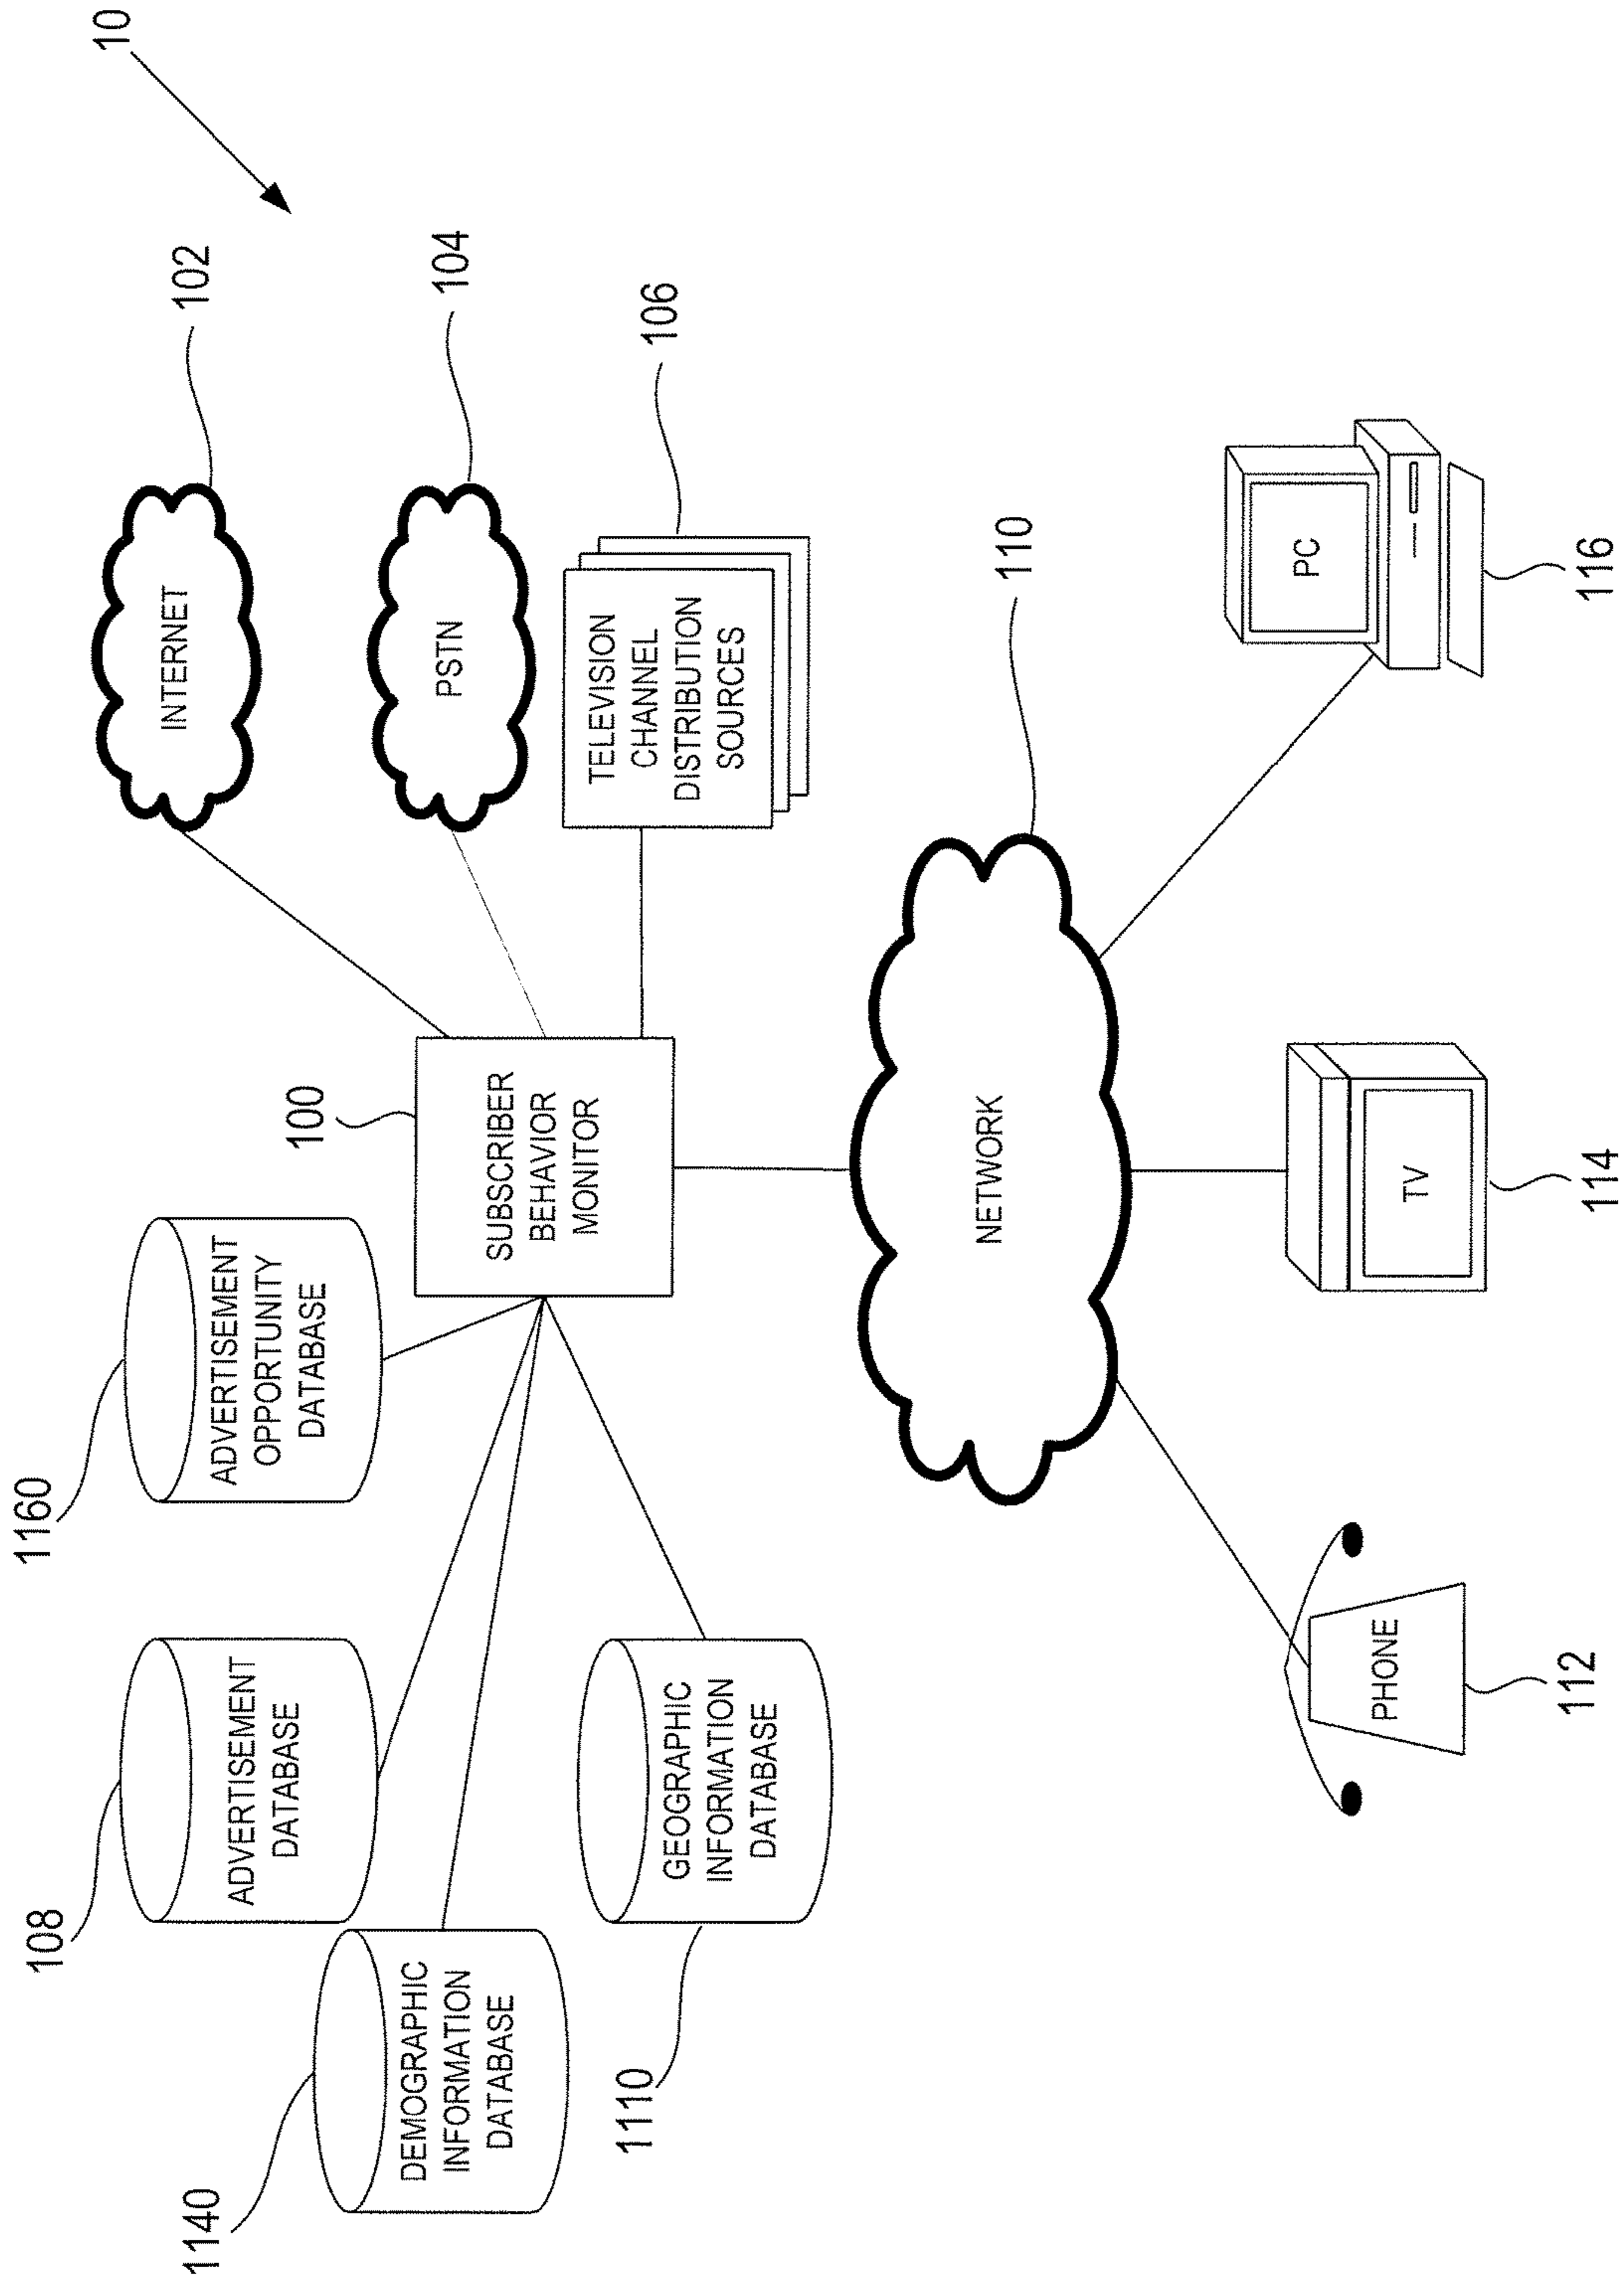 10
1160
ADVERTISEMENT
OPPORTUNITY
DATABASE
INTERNET
102
108
ADVERTISEMENT
DATABASE
100
PSTN
104
1140
DEMOGRAPHIC
INFORMATION
DATABASE
SUBSCRIBER
BEHAVIOR
MONITOR
TELEVISION
CHANNEL
DISTRIBUTION
SOURCES
106
1110
GEOGRAPHIC
INFORMATION
DATABASE
NETWORK
110
PHONE
112
TV
114
PC
116